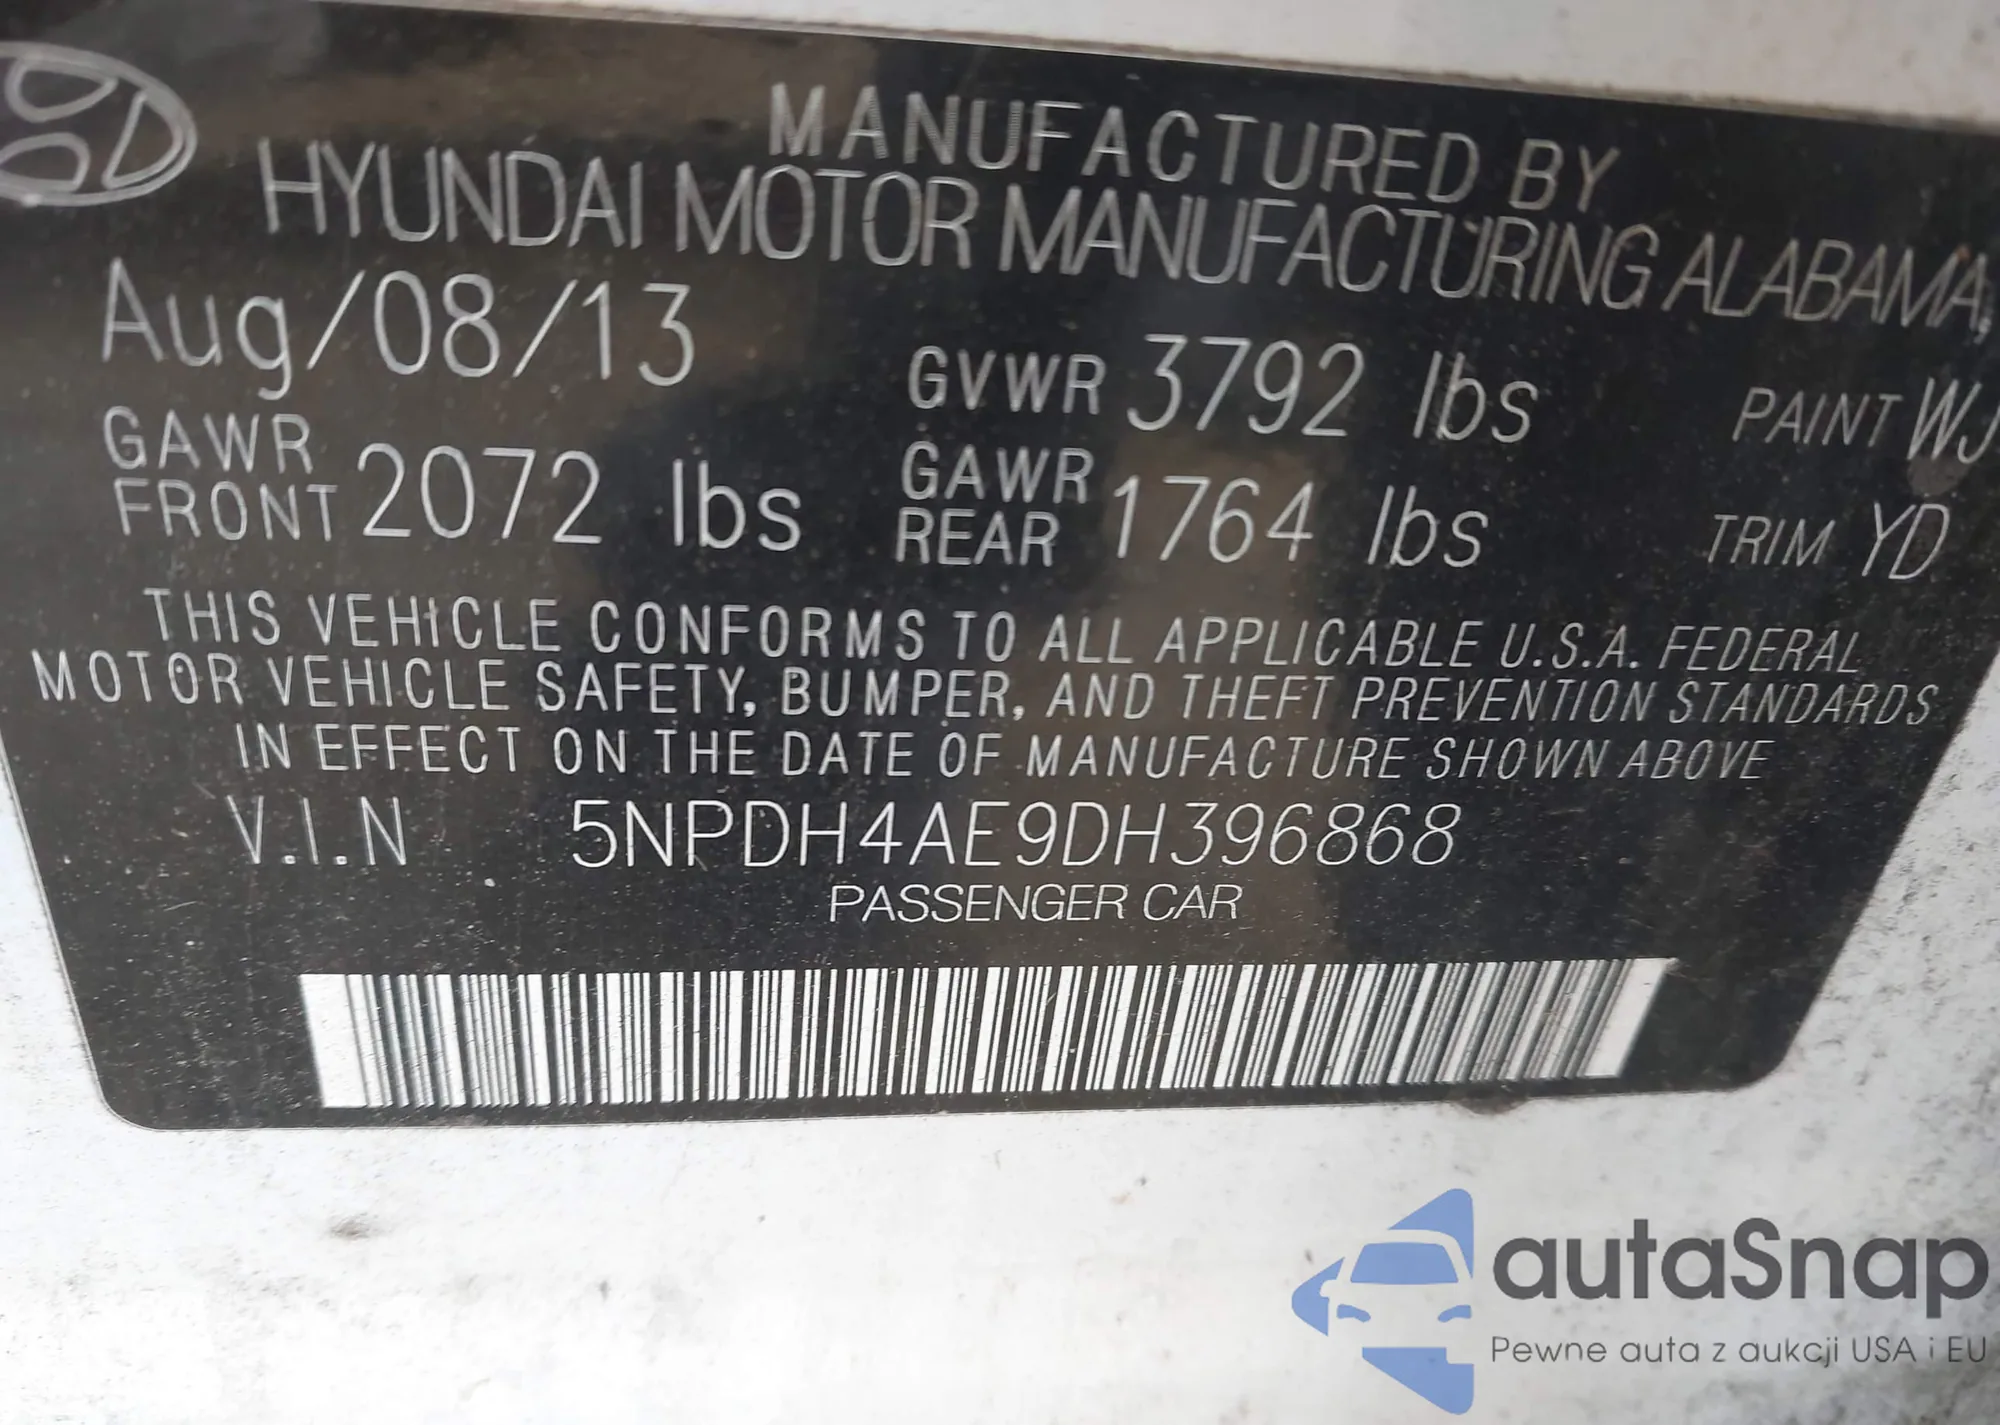 MANUFACTURED BY
HYUNDAI MOTOR MANUFACTURING ALABAMA,
Aug/08/13
GVWR 3792 lbs PAINT WJ
GAWR FRONT 2072 lbs GAWR REAR 1764 lbs TRIM YD
THIS VEHICLE CONFORMS TO ALL APPLICABLE U.S.A. FEDERAL
MOTOR VEHICLE SAFETY, BUMPER, AND THEFT PREVENTION STANDARDS
IN EFFECT ON THE DATE OF MANUFACTURE SHOWN ABOVE
V.I.N 5NPDH4AE9DH396868
PASSENGER CAR
autaSnap
Pewne auta z aukcji USA i EU